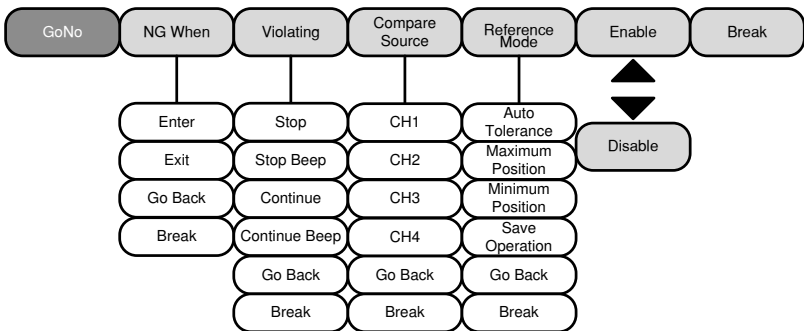 GoNo
NG When
Violating
Compare
Source
Reference
Mode
Enable
Break
Enter
Exit
Go Back
Break
Stop
Stop Beep
Continue
Continue Beep
Go Back
Break
CH1
CH2
CH3
CH4
Go Back
Break
Auto
Tolerance
Maximum
Position
Minimum
Position
Save
Operation
Go Back
Break
Disable